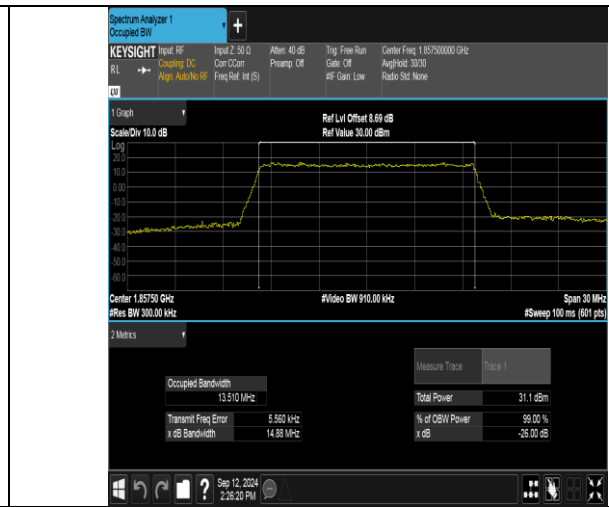 Spectrum Analyzer 1
Occupied BW
KEYSIGHT
RL
Input: RF
Coupling: DC
Align: Auto/No RF
Input Z: 50 Ω
Corr CCorr
Freq Ref: Int (S)
Atten: 40 dB
Preamp: Off
Trig: Free Run
Gate: Off
#IF Gain: Low
Center Freq: 1.857500000 GHz
Avg|Hold: 30/30
Radio Std: None
1 Graph
Scale/Div 10.0 dB
Ref Lvl Offset 8.69 dB
Ref Value 30.00 dBm
Log
20.0
10.0
0.00
-10.0
-20.0
-30.0
-40.0
-50.0
-60.0
Center 1.85750 GHz
#Res BW 300.00 kHz
#Video BW 910.00 kHz
Span 30 MHz
#Sweep 100 ms (601 pts)
2 Metrics
Measure Trace Trace 1
Occupied Bandwidth
13.510 MHz
Total Power 31.1 dBm
Transmit Freq Error 5.560 kHz
% of OBW Power 99.00 %
x dB Bandwidth 14.88 MHz
x dB -26.00 dB
?
Sep 12, 2024
2:26:20 PM